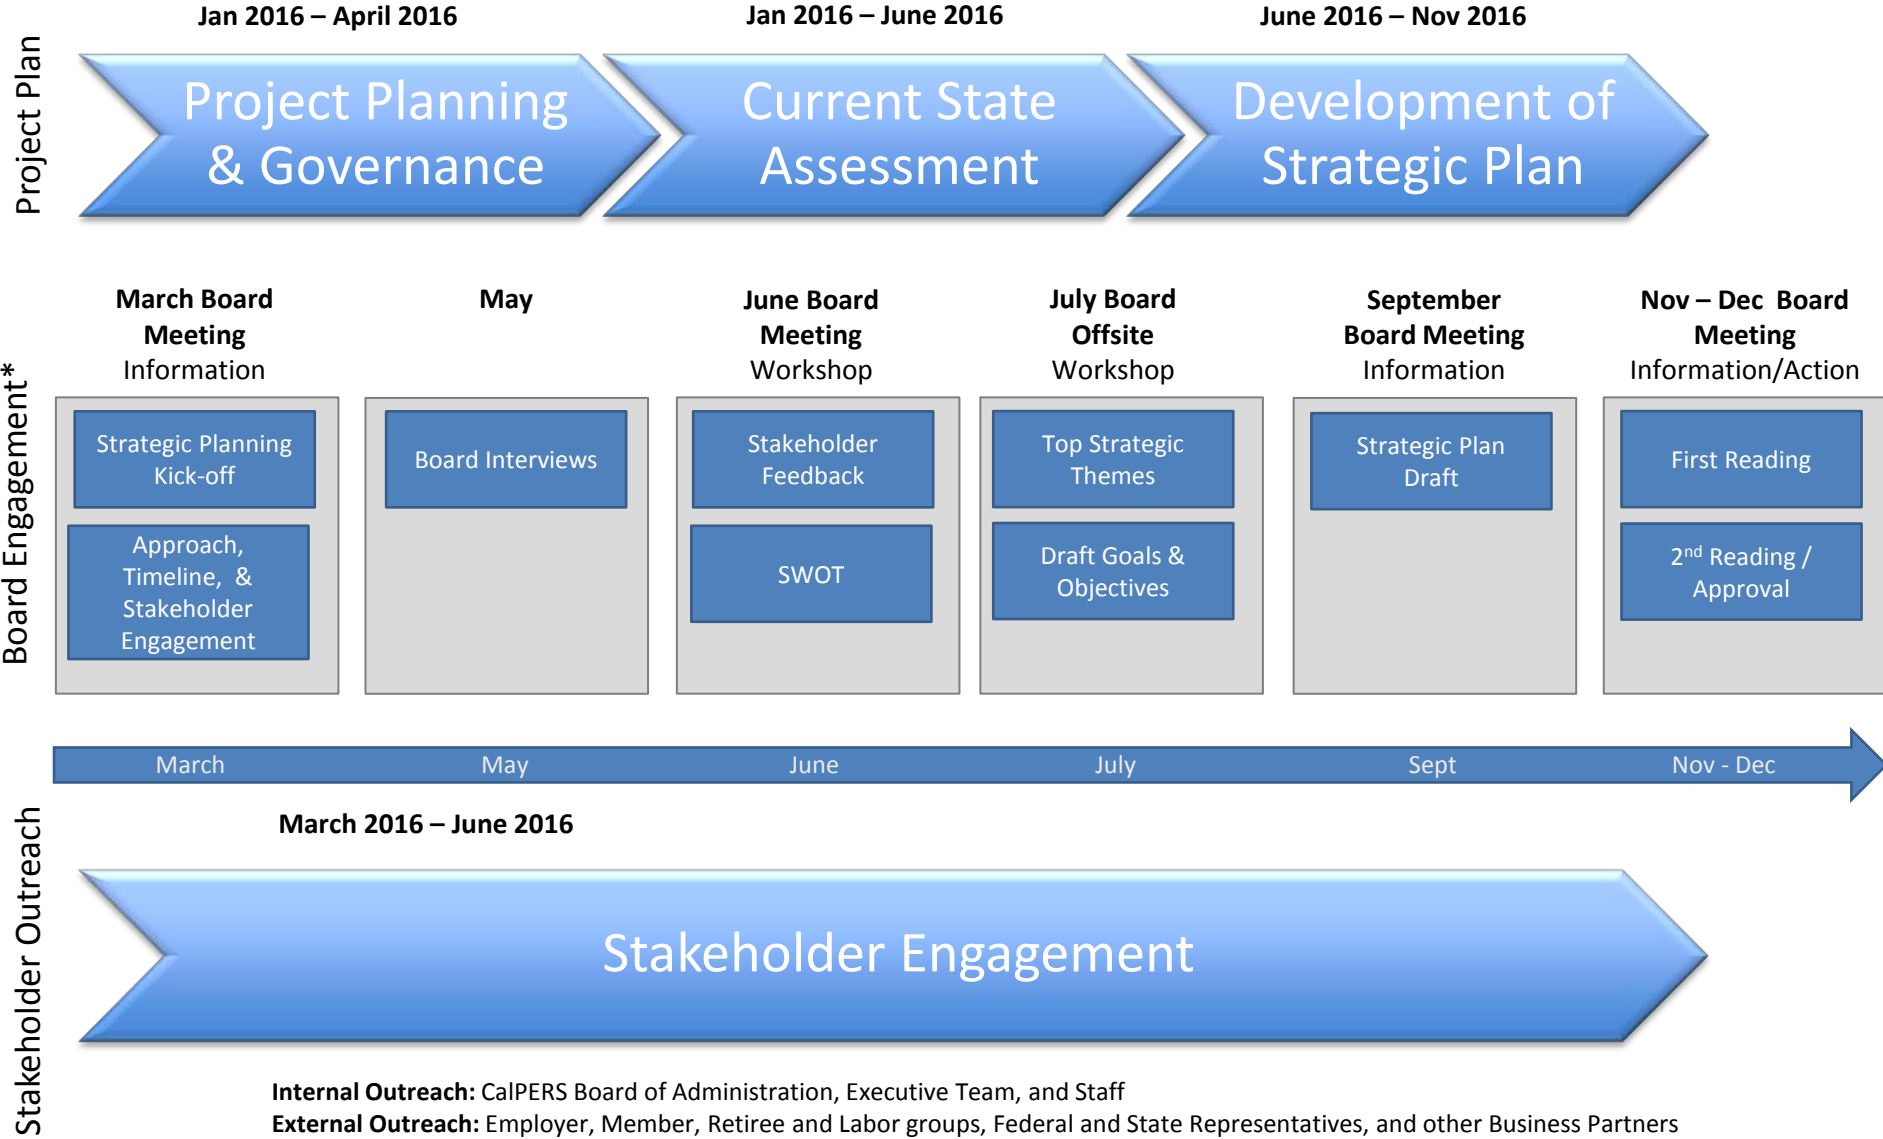 Jan 2016 – April 2016
Jan 2016 – June 2016
June 2016 – Nov 2016
Project Plan
Project Planning
& Governance
Current State
Assessment
Development of
Strategic Plan
Board Engagement*
March Board
Meeting
Information
May
June Board
Meeting
Workshop
July Board
Offsite
Workshop
September
Board Meeting
Information
Nov – Dec  Board
Meeting
Information/Action
Strategic Planning
Kick-off
Approach,
Timeline,  &
Stakeholder
Engagement
Board Interviews
Stakeholder
Feedback
SWOT
Top Strategic
Themes
Draft Goals &
Objectives
Strategic Plan
Draft
First Reading
2nd Reading /
Approval
March
May
June
July
Sept
Nov - Dec
Stakeholder Outreach
March 2016 – June 2016
Stakeholder Engagement
Internal Outreach: CalPERS Board of Administration, Executive Team, and Staff
External Outreach: Employer, Member, Retiree and Labor groups, Federal and State Representatives, and other Business Partners